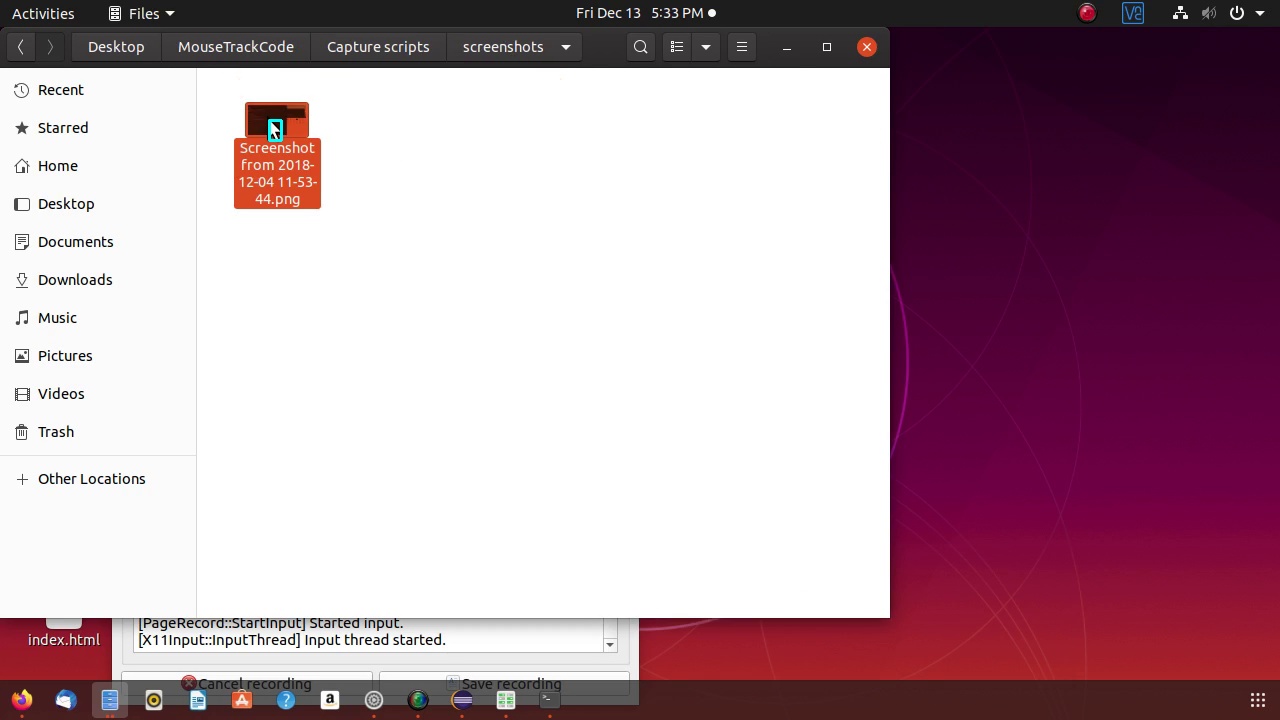 Activities
Files
Fri Dec 13 5:33 PM
Desktop
MouseTrackCode
Capture scripts
screenshots
Recent
Starred
Home
Desktop
Documents
Downloads
Music
Pictures
Videos
Trash
Other Locations
Screenshot
from 2018-
12-04 11-53-
44.png
index.html
[PageRecord::StartInput] Started input.
[X11Input::InputThread] Input thread started.
Cancel recording
Save recording